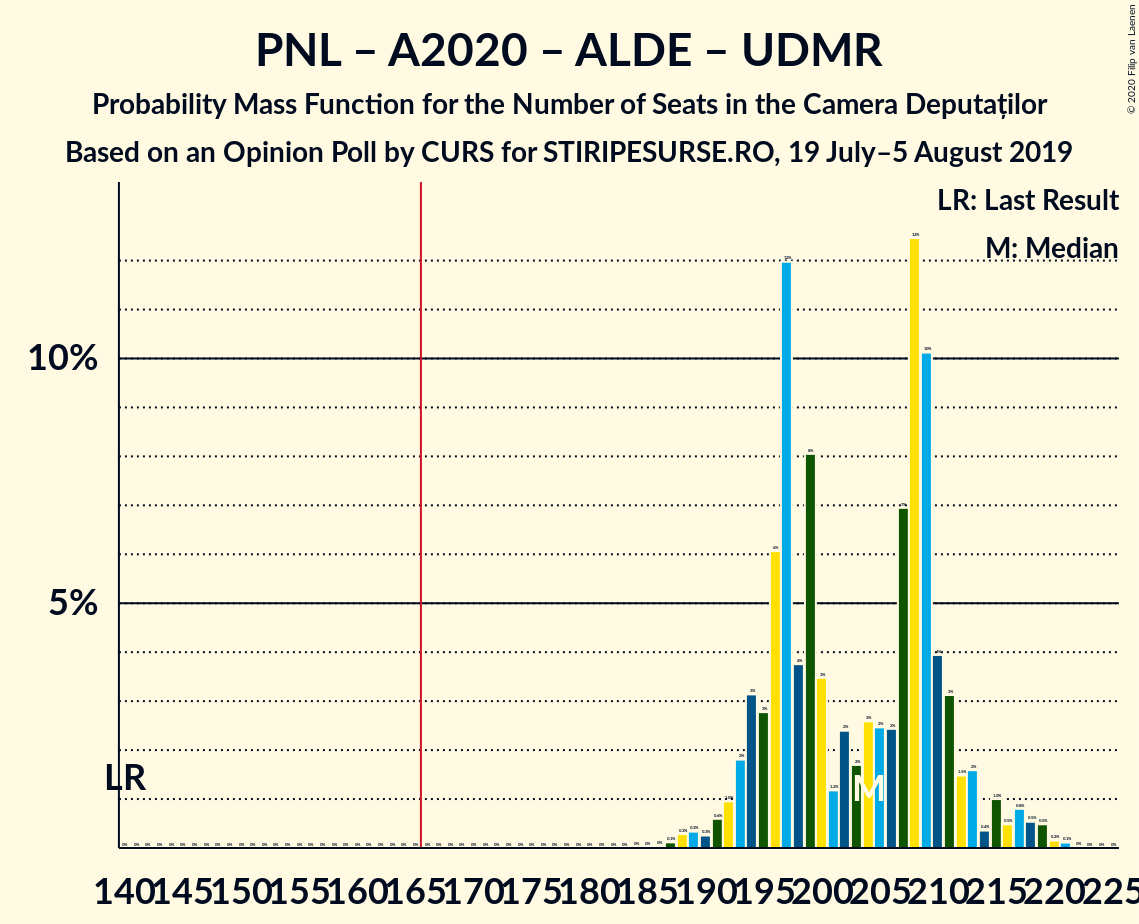 PNL – A2020 – ALDE – UDMR
Probability Mass Function for the Number of Seats in the Camera Deputaților
Based on an Opinion Poll by CURS for STIRIPESURSE.RO, 19 July–5 August 2019
© 2020 Filip van Laenen
LR: Last Result
M: Median
10%
5%
LR
M
140 145 150 155 160 165 170 175 180 185 190 195 200 205 210 215 220 225